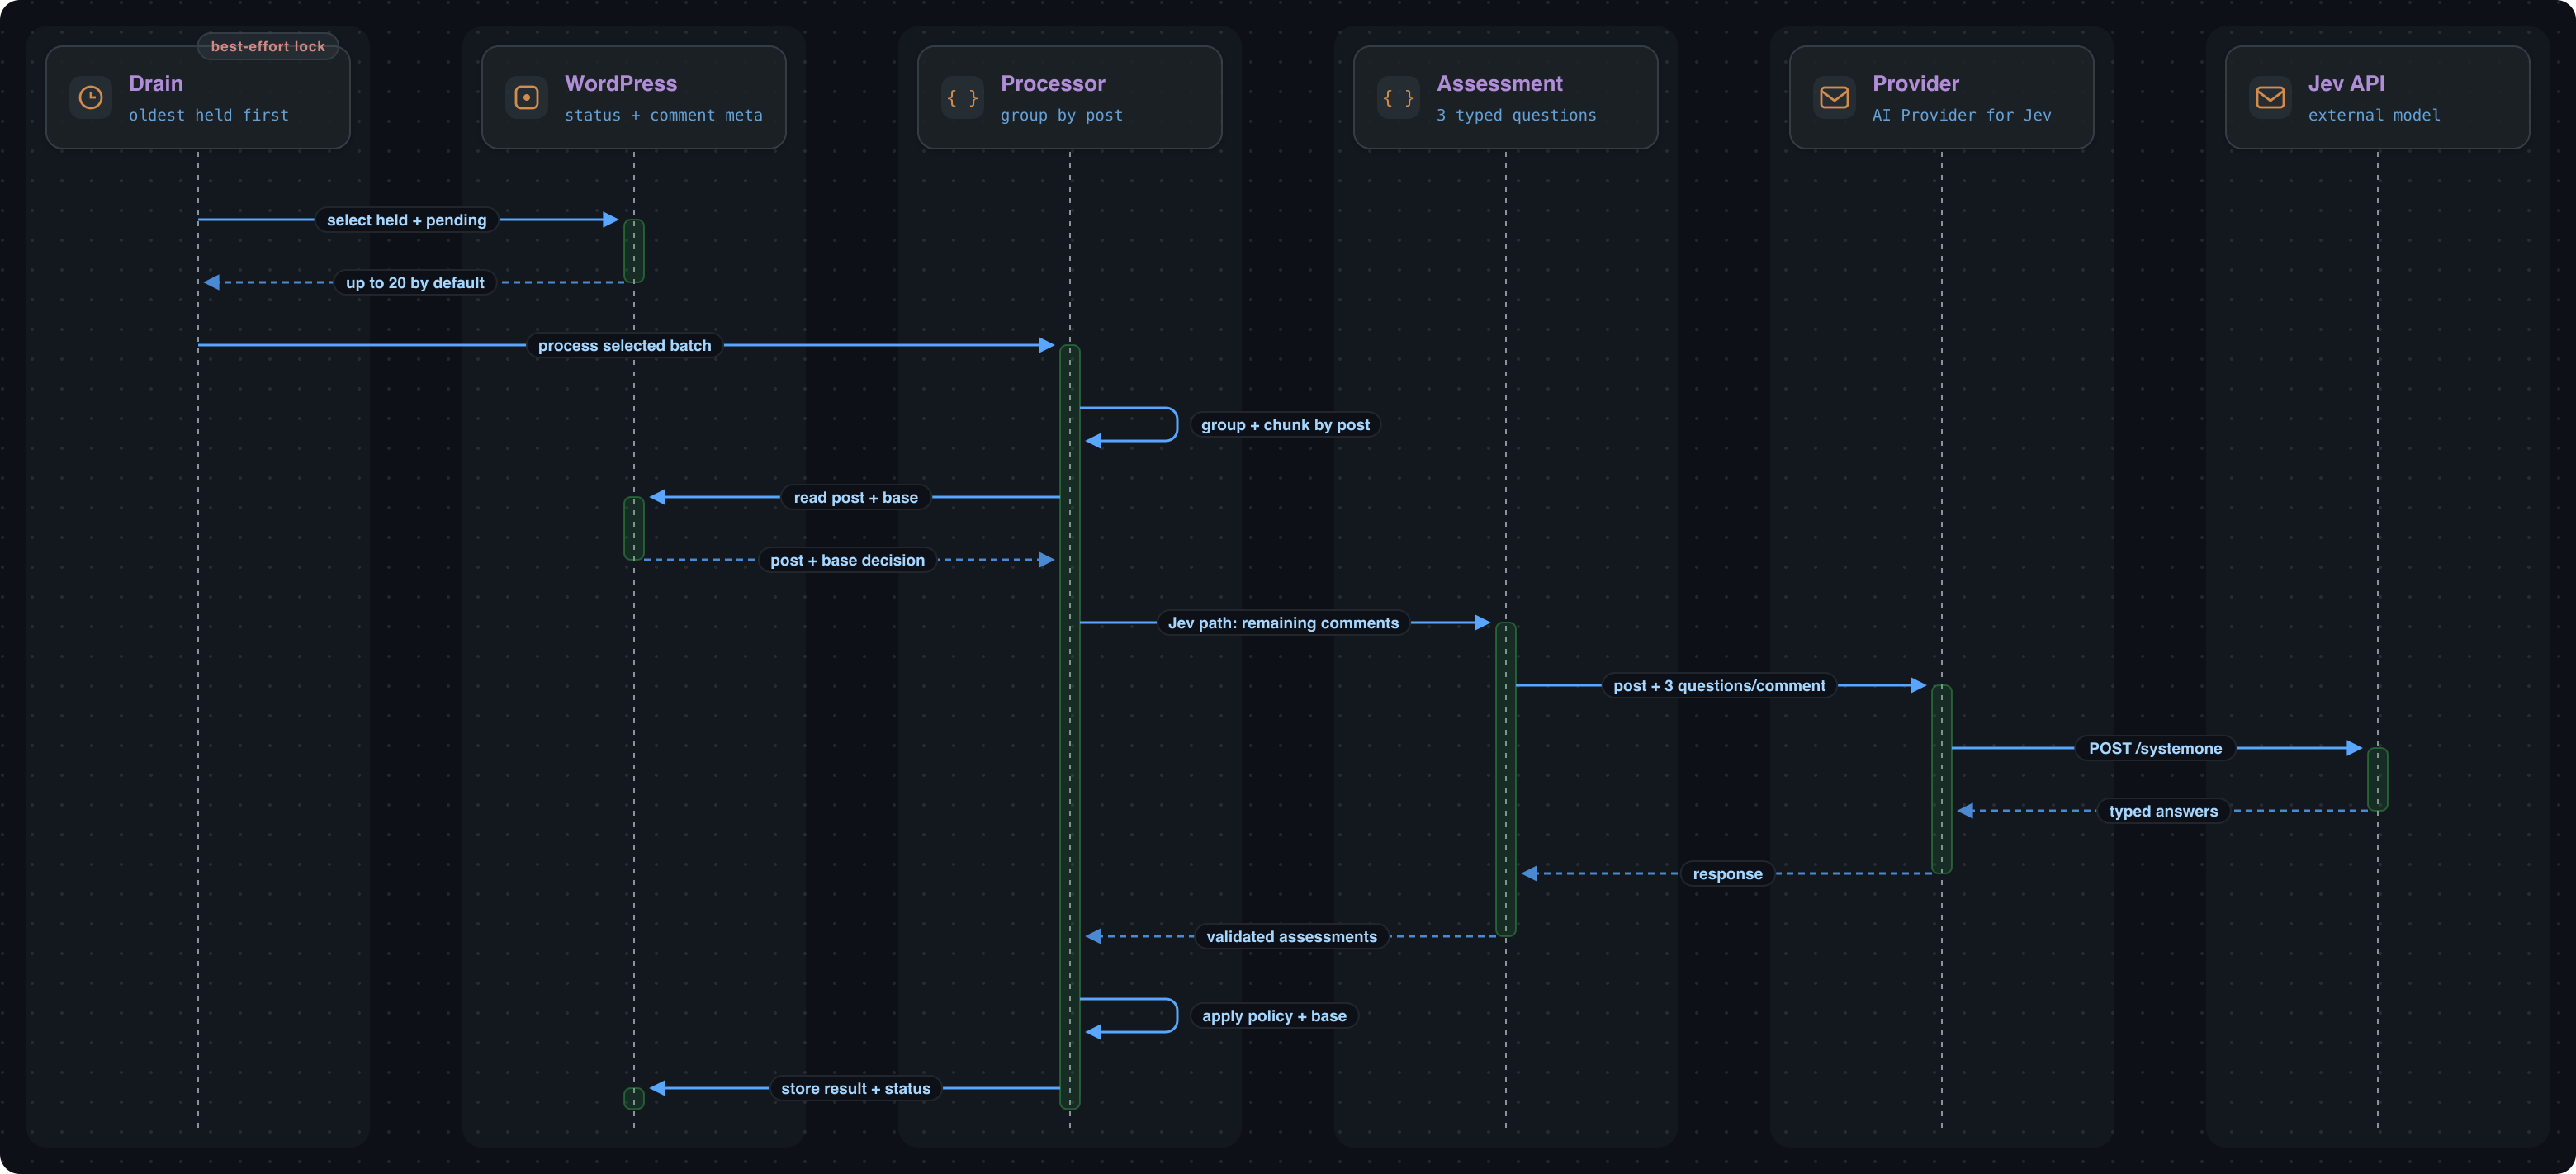 best-effort lock
Drain
oldest held first
WordPress
status + comment meta
{ }
Processor
group by post
{ }
Assessment
3 typed questions
Provider
AI Provider for Jev
Jev API
external model
select held + pending
up to 20 by default
process selected batch
group + chunk by post
read post + base
post + base decision
Jev path: remaining comments
post + 3 questions/comment
POST /systemone
typed answers
response
validated assessments
apply policy + base
store result + status